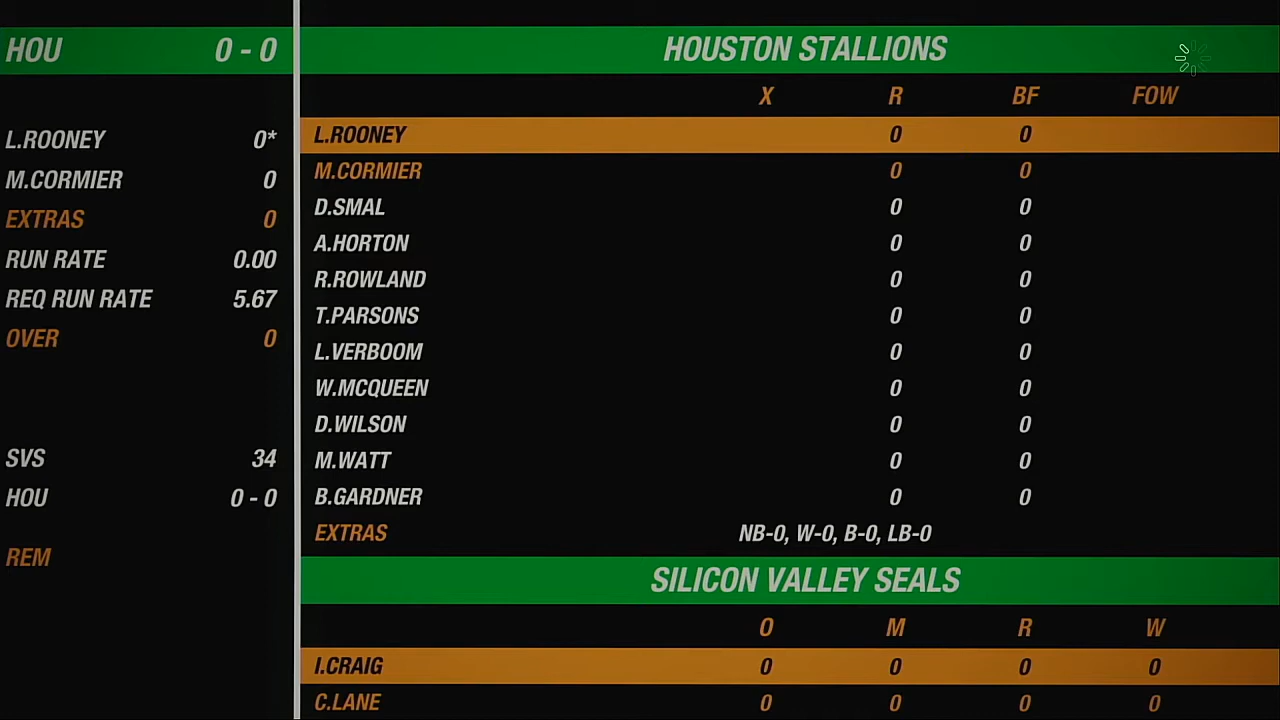 HOU 0 - 0
L.ROONEY 0*
M.CORMIER 0
EXTRAS 0
RUN RATE 0.00
REQ RUN RATE 5.67
OVER 0
SVS 34
HOU 0 - 0
REM
HOUSTON STALLIONS
X R BF FOW
L.ROONEY 0 0
M.CORMIER 0 0
D.SMAL 0 0
A.HORTON 0 0
R.ROWLAND 0 0
T.PARSONS 0 0
L.VERBOOM 0 0
W.MCQUEEN 0 0
D.WILSON 0 0
M.WATT 0 0
B.GARDNER 0 0
EXTRAS NB-0, W-0, B-0, LB-0
SILICON VALLEY SEALS
O M R W
I.CRAIG 0 0 0 0
C.LANE 0 0 0 0